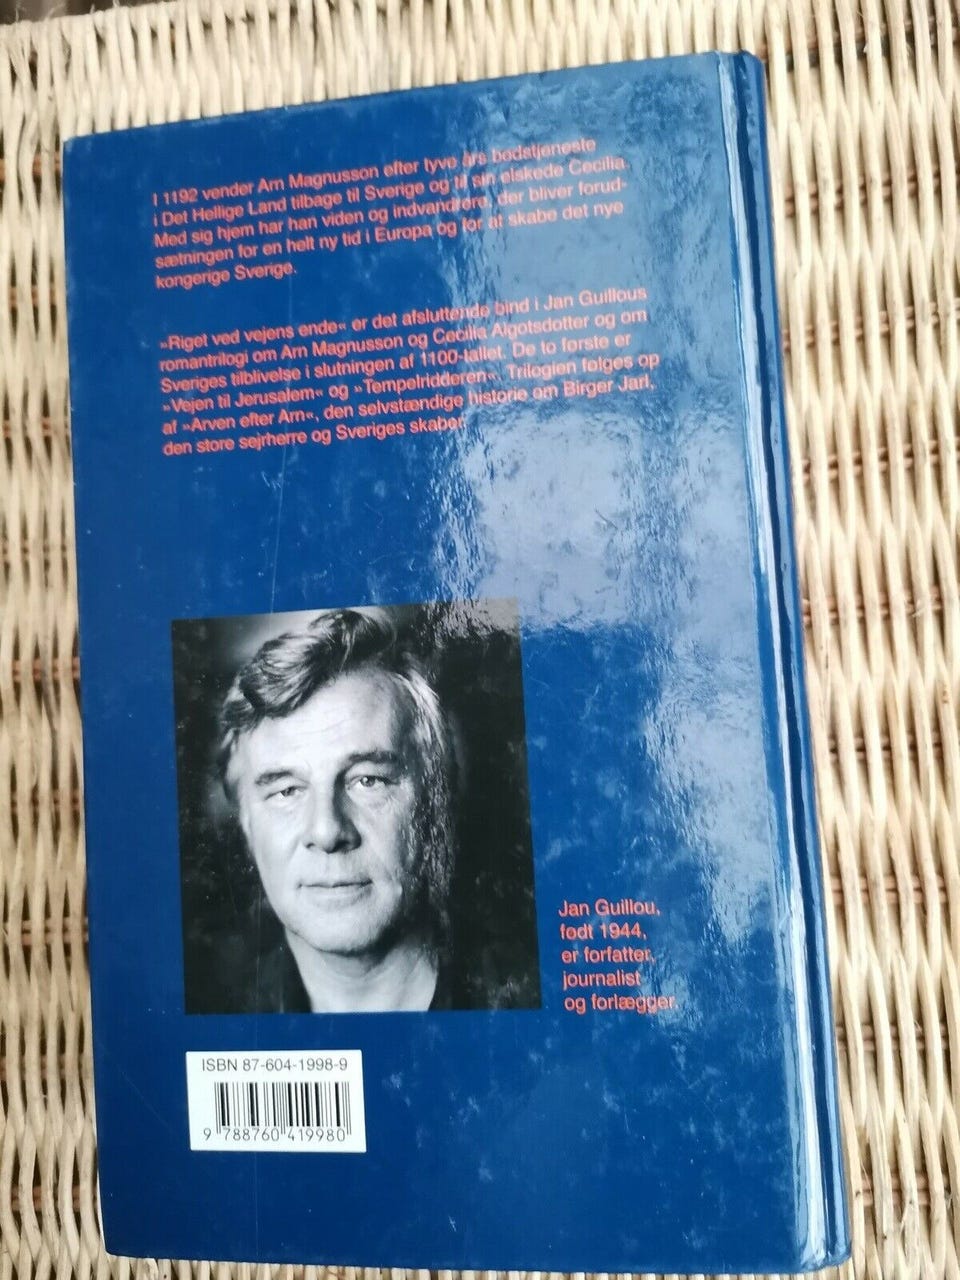 I 1192 vender Arn Magnusson efter tyve års bodstjeneste
i Det Hellige Land tilbage til Sverige og til sin elskede Cecilia.
Med sig hjem har han viden og indvandrere, der bliver forud-
sætningen for en helt ny tid i Europa og for at skabe det nye
kongerige Sverige.
»Riget ved vejens ende« er det afsluttende bind i Jan Guillous
romantrilogi om Arn Magnusson og Cecilia Algotsdotter og om
Sveriges tilblivelse i slutningen af 1100-tallet. De to første er
»Vejen til Jerusalem« og »Tempelridderen«. Trilogien følges op
af »Arven efter Arn«, den selvstændige historie om Birger Jarl,
den store sejrherre og Sveriges skaber.
Jan Guillou,
født 1944,
er forfatter,
journalist
og forlægger.
ISBN 87-604-1998-9
9 788760 419980